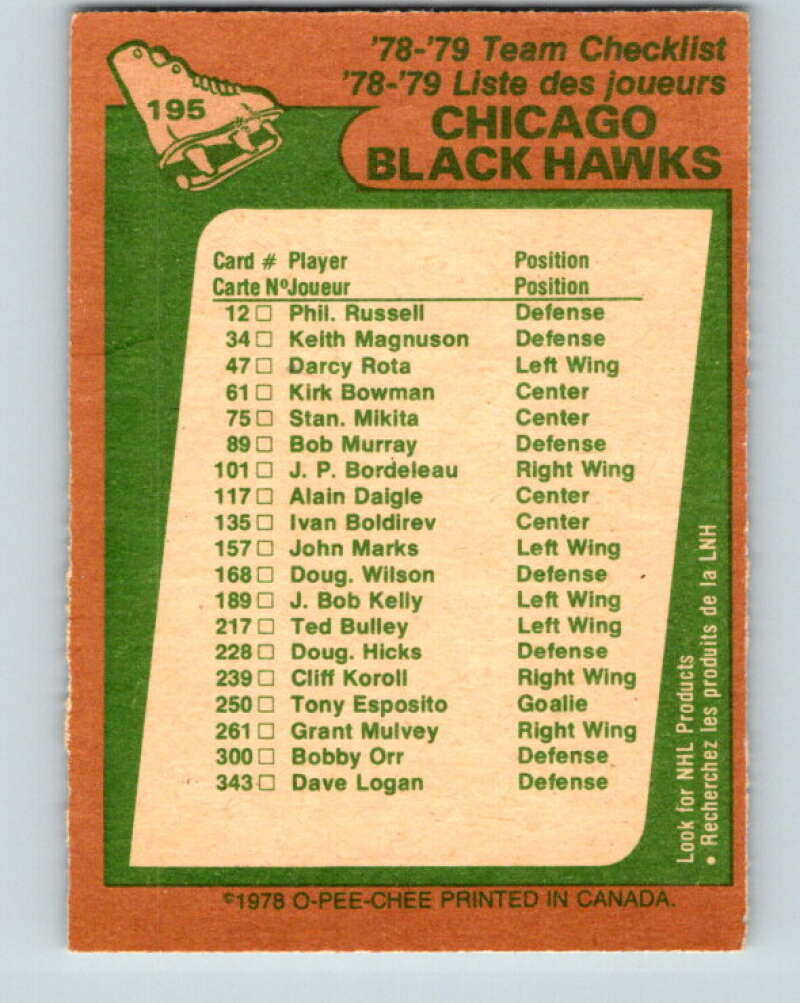 195
'78-'79 Team Checklist
'78-'79 Liste des joueurs
CHICAGO
BLACK HAWKS
Card # Player Position
Carte Nº Joueur Position
12 □ Phil. Russell Defense
34 □ Keith Magnuson Defense
47 □ Darcy Rota Left Wing
61 □ Kirk Bowman Center
75 □ Stan. Mikita Center
89 □ Bob Murray Defense
101 □ J. P. Bordeleau Right Wing
117 □ Alain Daigle Center
135 □ Ivan Boldirev Center
157 □ John Marks Left Wing
168 □ Doug. Wilson Defense
189 □ J. Bob Kelly Left Wing
217 □ Ted Bulley Left Wing
228 □ Doug. Hicks Defense
239 □ Cliff Koroll Right Wing
250 □ Tony Esposito Goalie
261 □ Grant Mulvey Right Wing
300 □ Bobby Orr Defense
343 □ Dave Logan Defense
Look for NHL Products
• Recherchez les produits de la LNH
©1978 O-PEE-CHEE PRINTED IN CANADA.